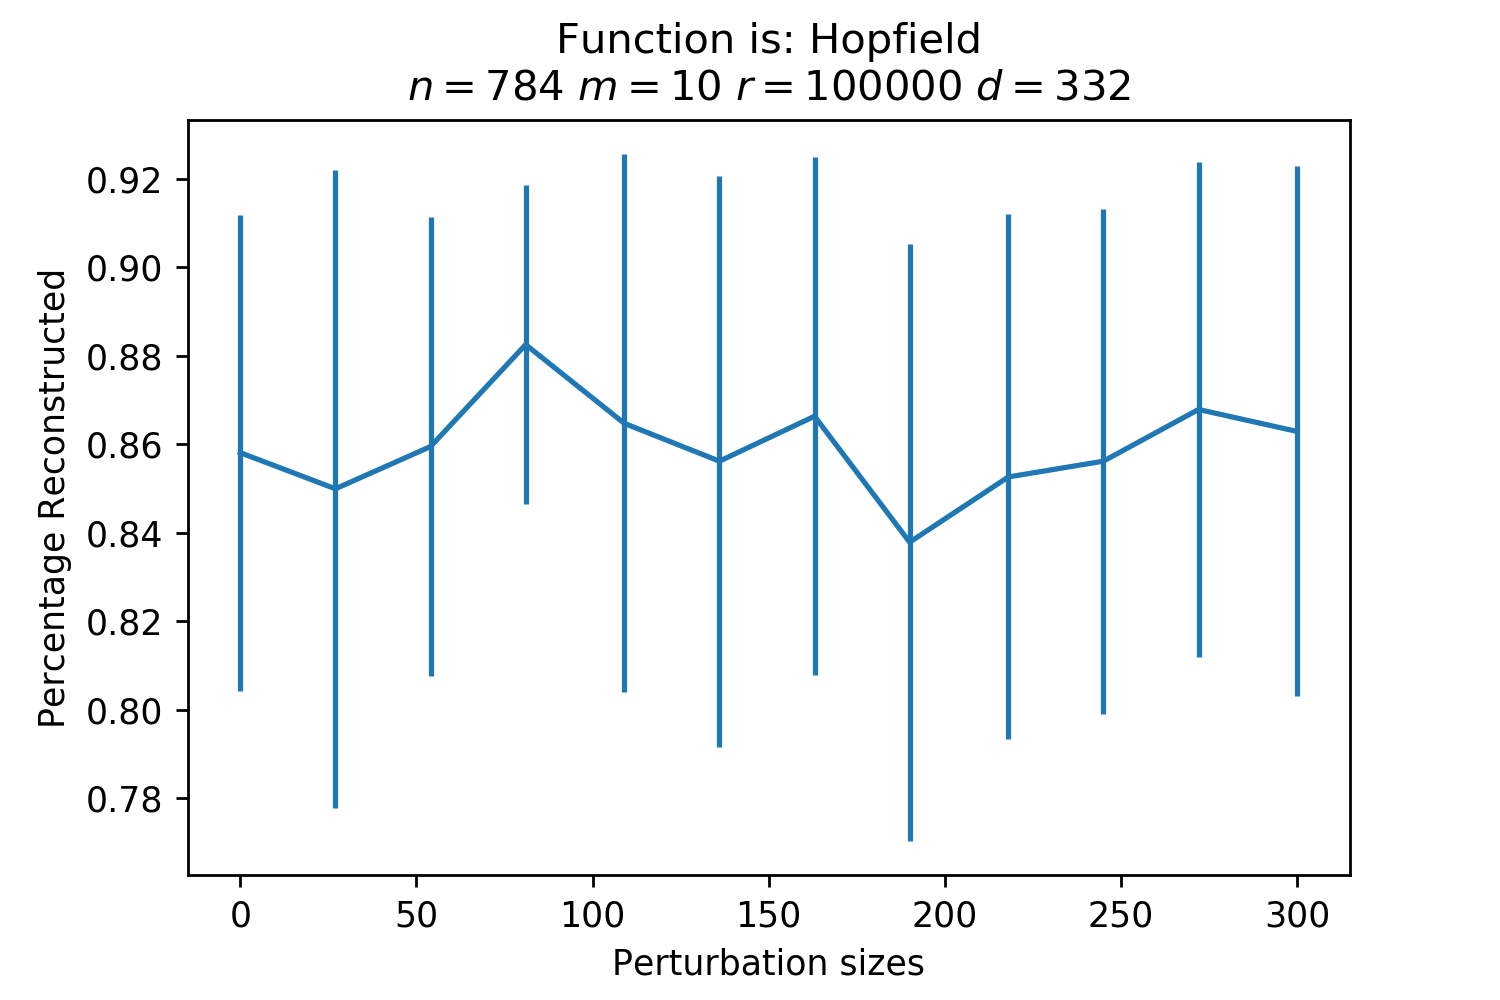 Function is: Hopfield
n = 784 m = 10 r = 100000 d = 332
0.92
0.90
0.88
0.86
0.84
0.82
0.80
0.78
Percentage Reconstructed
0 50 100 150 200 250 300
Perturbation sizes